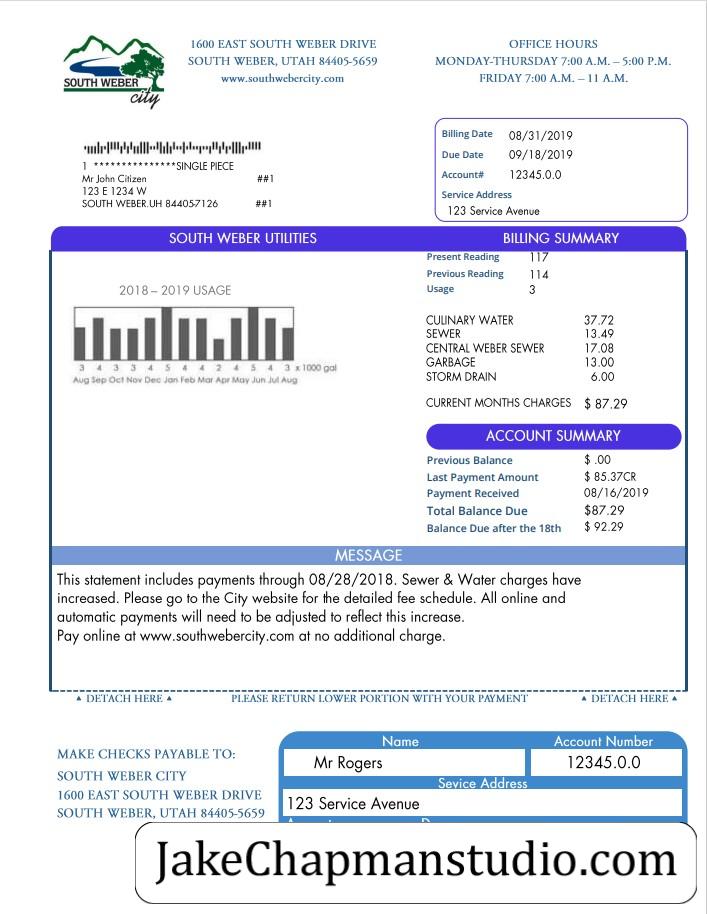 SOUTH WEBER
city
1600 EAST SOUTH WEBER DRIVE
SOUTH WEBER, UTAH 84405-5659
www.southwebercity.com
OFFICE HOURS
MONDAY-THURSDAY 7:00 A.M. – 5:00 P.M.
FRIDAY 7:00 A.M. – 11 A.M.
Billing Date 08/31/2019
Due Date 09/18/2019
Account# 12345.0.0
Service Address
123 Service Avenue
1 ***************SINGLE PIECE
Mr John Citizen ##1
123 E 1234 W
SOUTH WEBER.UH 84405-7126 ##1
SOUTH WEBER UTILITIES
2018 – 2019 USAGE
3 4 3 3 4 5 4 4 2 4 5 4 3 x 1000 gal
Aug Sep Oct Nov Dec Jan Feb Mar Apr May Jun Jul Aug
BILLING SUMMARY
Present Reading 117
Previous Reading 114
Usage 3
CULINARY WATER 37.72
SEWER 13.49
CENTRAL WEBER SEWER 17.08
GARBAGE 13.00
STORM DRAIN 6.00
CURRENT MONTHS CHARGES $ 87.29
ACCOUNT SUMMARY
Previous Balance $ .00
Last Payment Amount $ 85.37CR
Payment Received 08/16/2019
Total Balance Due $87.29
Balance Due after the 18th $ 92.29
MESSAGE
This statement includes payments through 08/28/2018. Sewer & Water charges have
increased. Please go to the City website for the detailed fee schedule. All online and
automatic payments will need to be adjusted to reflect this increase.
Pay online at www.southwebercity.com at no additional charge.
▲ DETACH HERE ▲ PLEASE RETURN LOWER PORTION WITH YOUR PAYMENT ▲ DETACH HERE ▲
MAKE CHECKS PAYABLE TO:
SOUTH WEBER CITY
1600 EAST SOUTH WEBER DRIVE
SOUTH WEBER, UTAH 84405-5659
Name Account Number
Mr Rogers 12345.0.0
Sevice Address
123 Service Avenue
JakeChapmanstudio.com